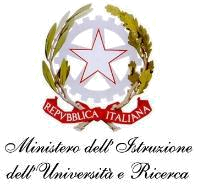 REPVBBLICA ITALIANA
Ministero dell'Istruzione
dell'Università e Ricerca